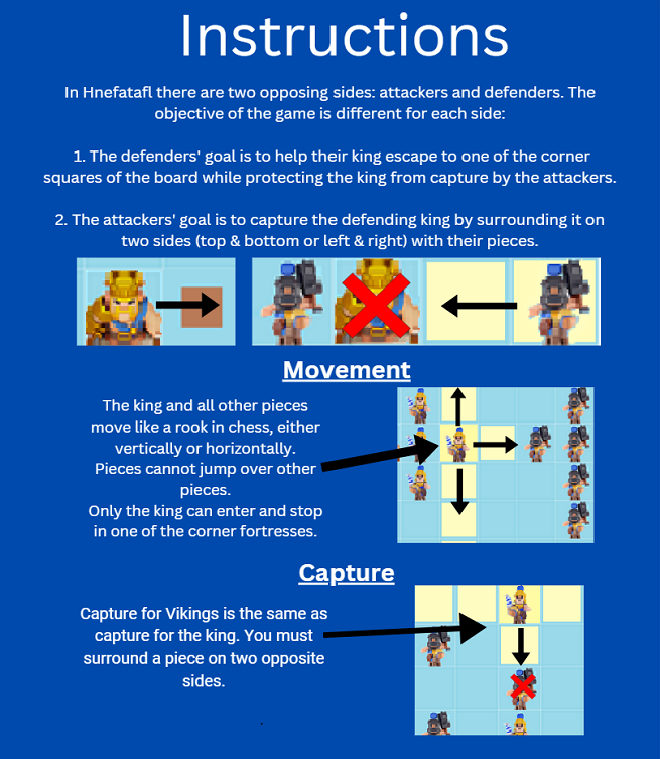 Instructions
In Hnefatafl there are two opposing sides: attackers and defenders. The
objective of the game is different for each side:
1. The defenders' goal is to help their king escape to one of the corner
squares of the board while protecting the king from capture by the attackers.
2. The attackers' goal is to capture the defending king by surrounding it on
two sides (top & bottom or left & right) with their pieces.
Movement
The king and all other pieces
move like a rook in chess, either
vertically or horizontally.
Pieces cannot jump over other
pieces.
Only the king can enter and stop
in one of the corner fortresses.
Capture
Capture for Vikings is the same as
capture for the king. You must
surround a piece on two opposite
sides.